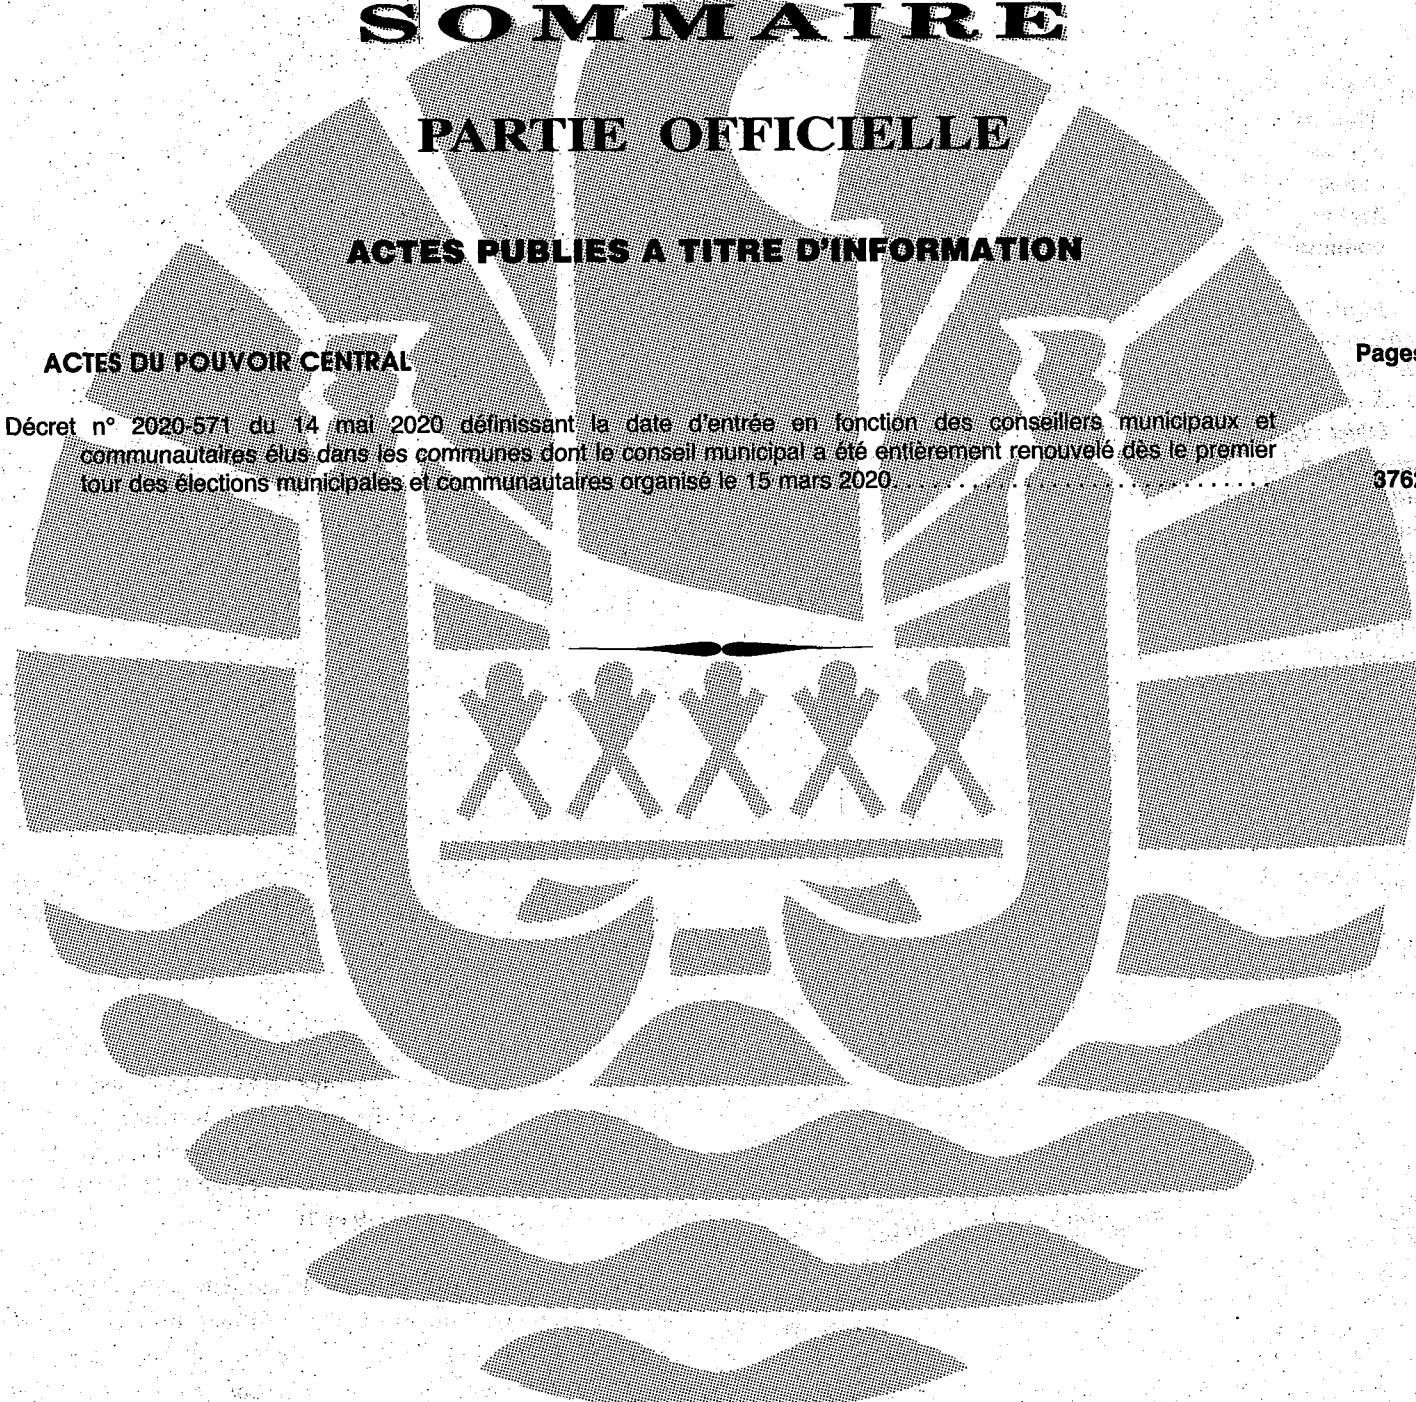 SOMMAIRE
PARTIE OFFICIELLE
ACTES PUBLIES A TITRE D'INFORMATION
ACTES DU POUVOIR CENTRAL
Pages
Décret n° 2020-571 du 14 mai 2020 définissant la date d'entrée en fonction des conseillers municipaux et
communautaires élus dans les communes dont le conseil municipal a été entièrement renouvelé dès le premier
tour des élections municipales et communautaires organisé le 15 mars 2020.............................. 3762